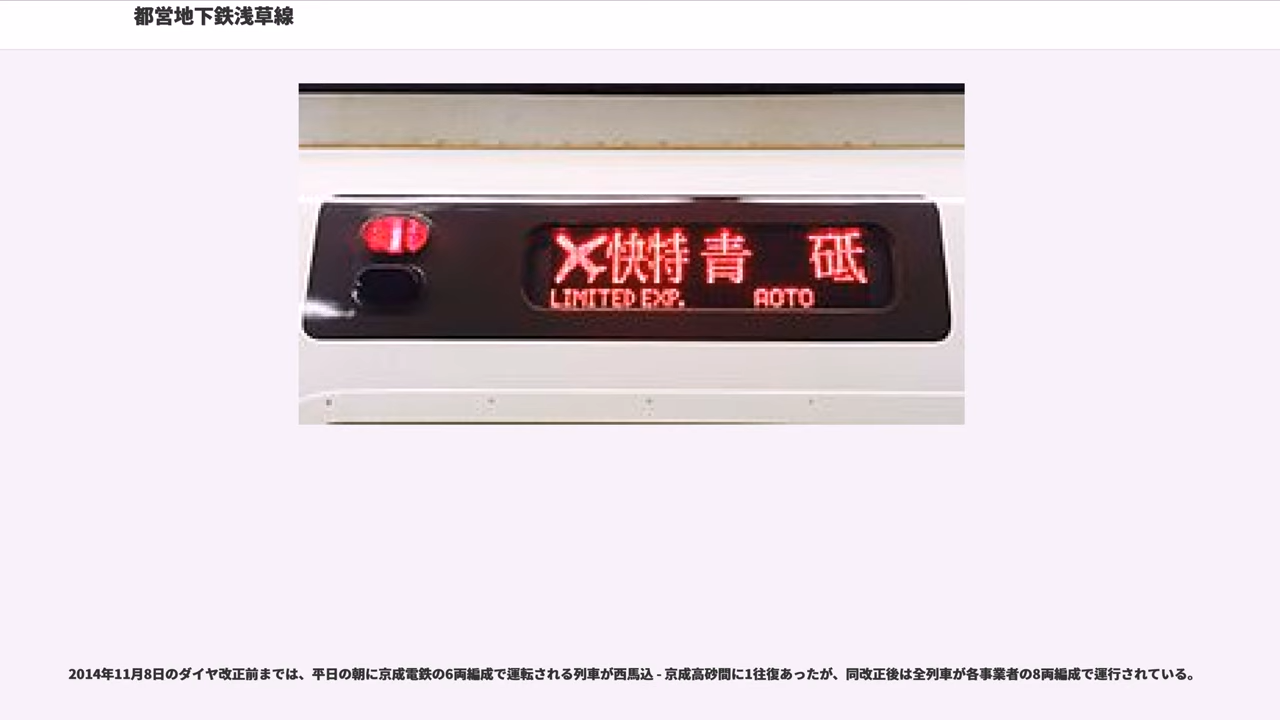 都営地下鉄浅草線
快特 青 砥
LIMITED EXP. AOTO
2014年11月8日のダイヤ改正前までは、平日の朝に京成電鉄の6両編成で運転される列車が西馬込 - 京成高砂間に1往復あったが、同改正後は全列車が各事業者の8両編成で運行されている。